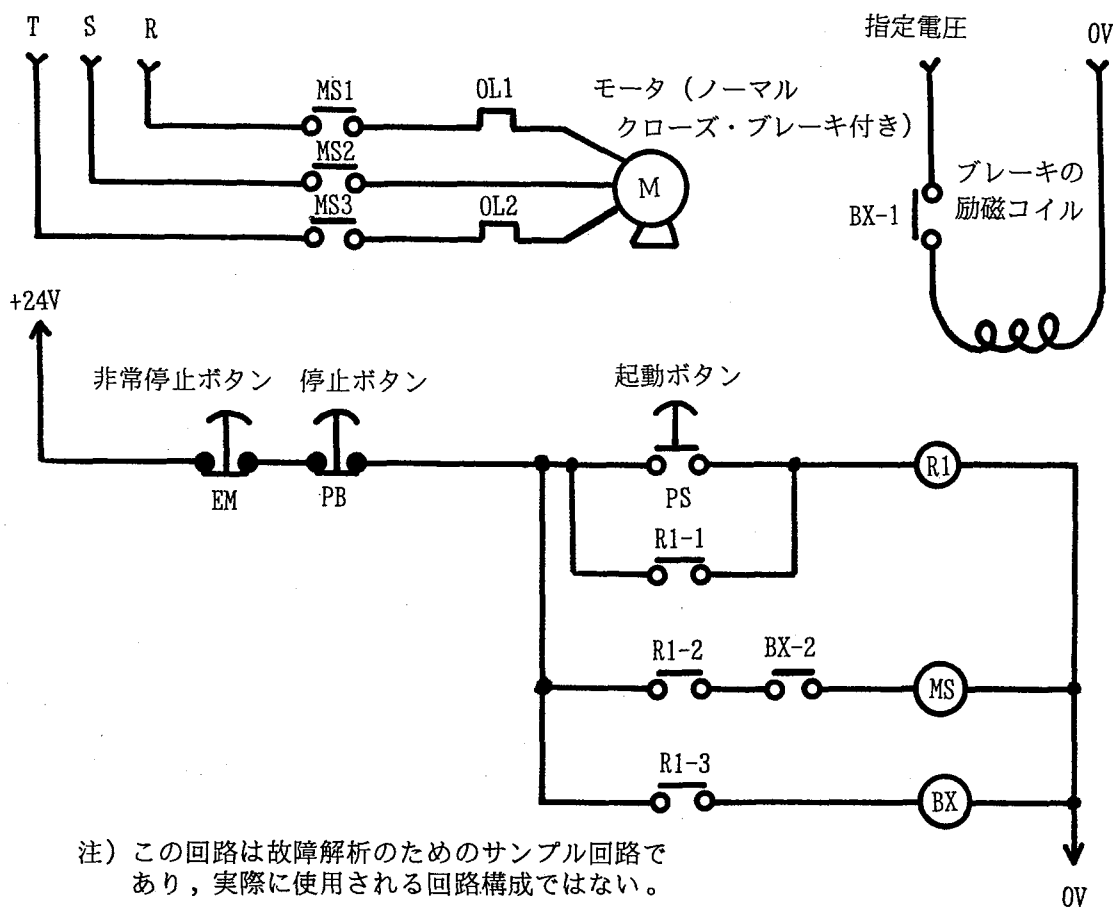 T S R
指定電圧
0V
MS1
OL1
モータ（ノーマル
クローズ・ブレーキ付き）
MS2
M
MS3
OL2
BX-1
ブレーキの
励磁コイル
+24V
非常停止ボタン
停止ボタン
起動ボタン
EM
PB
PS
R1
R1-1
R1-2
BX-2
MS
R1-3
BX
注）この回路は故障解析のためのサンプル回路で
あり，実際に使用される回路構成ではない。
0V